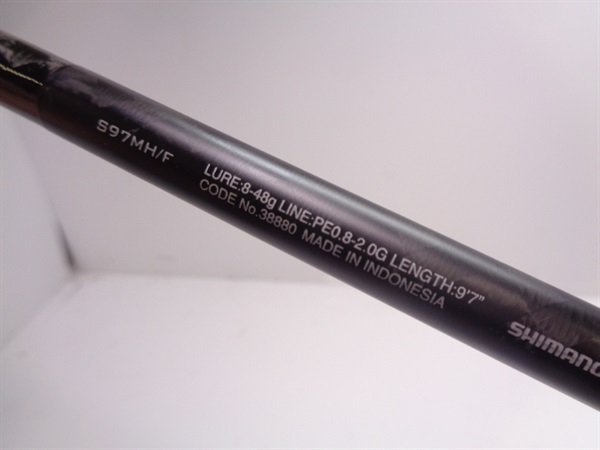 S97MH/F
LURE:8-48g LINE:PE0.8-2.0G LENGTH:9'7"
CODE No.38880 MADE IN INDONESIA
SHIMANO